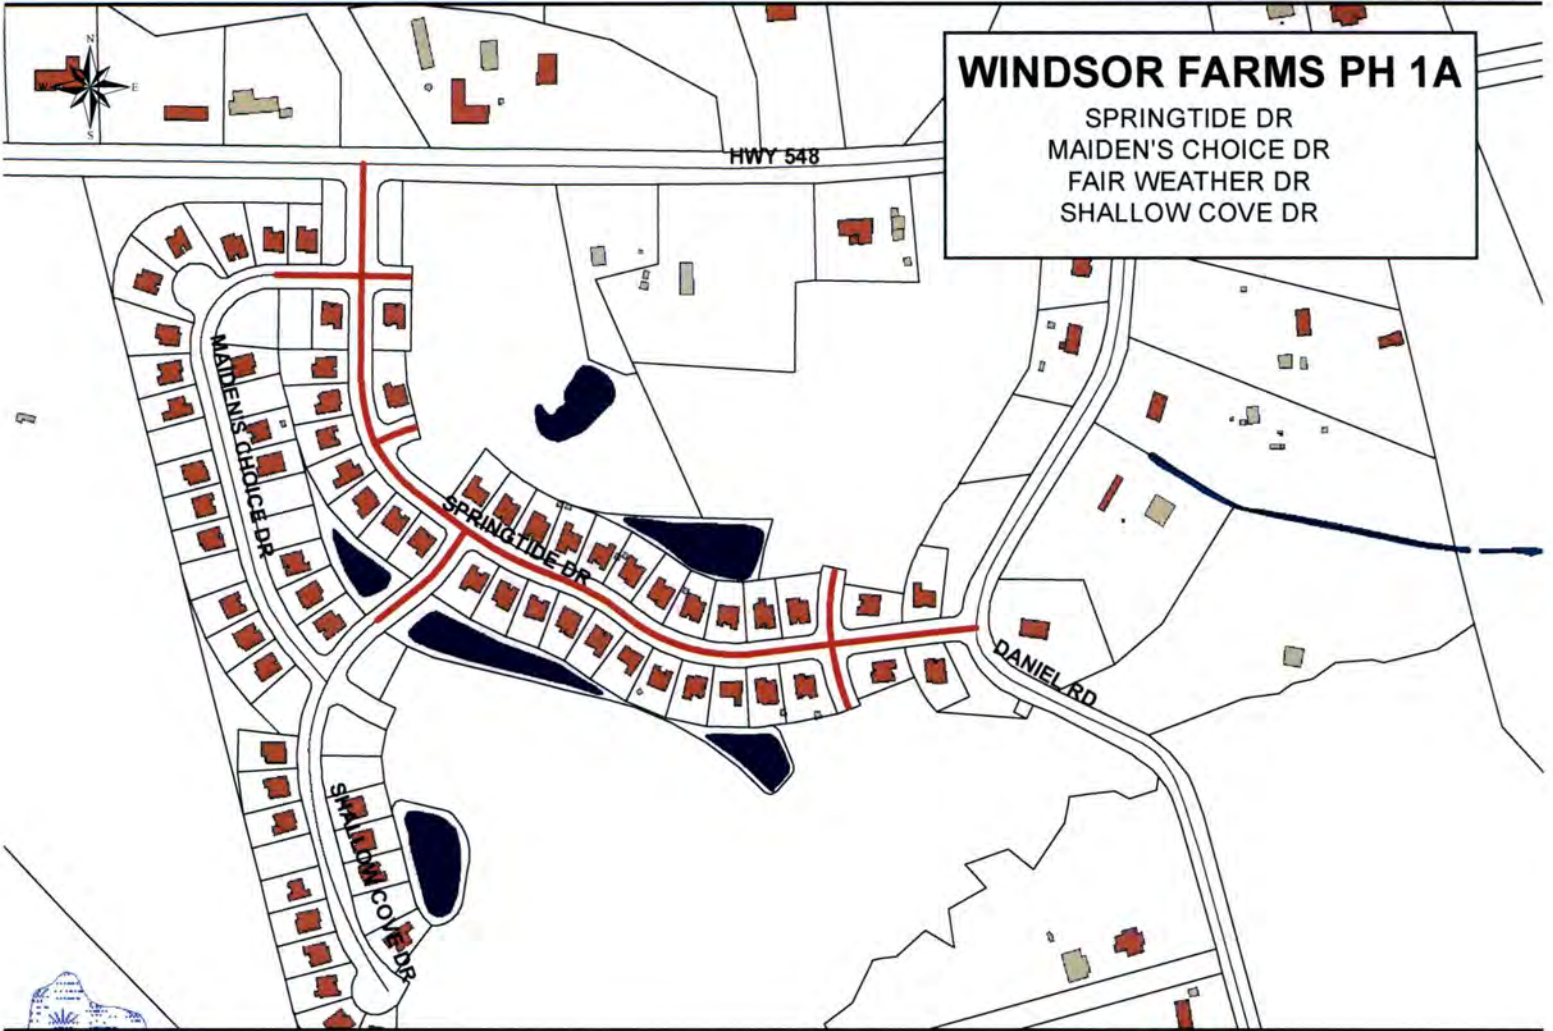 N
W E
S
WINDSOR FARMS PH 1A
SPRINGTIDE DR
MAIDEN'S CHOICE DR
FAIR WEATHER DR
SHALLOW COVE DR
HWY 548
MAIDEN'S CHOICE DR
SPRINGTIDE DR
DANIEL RD
SHALLOW COVE DR